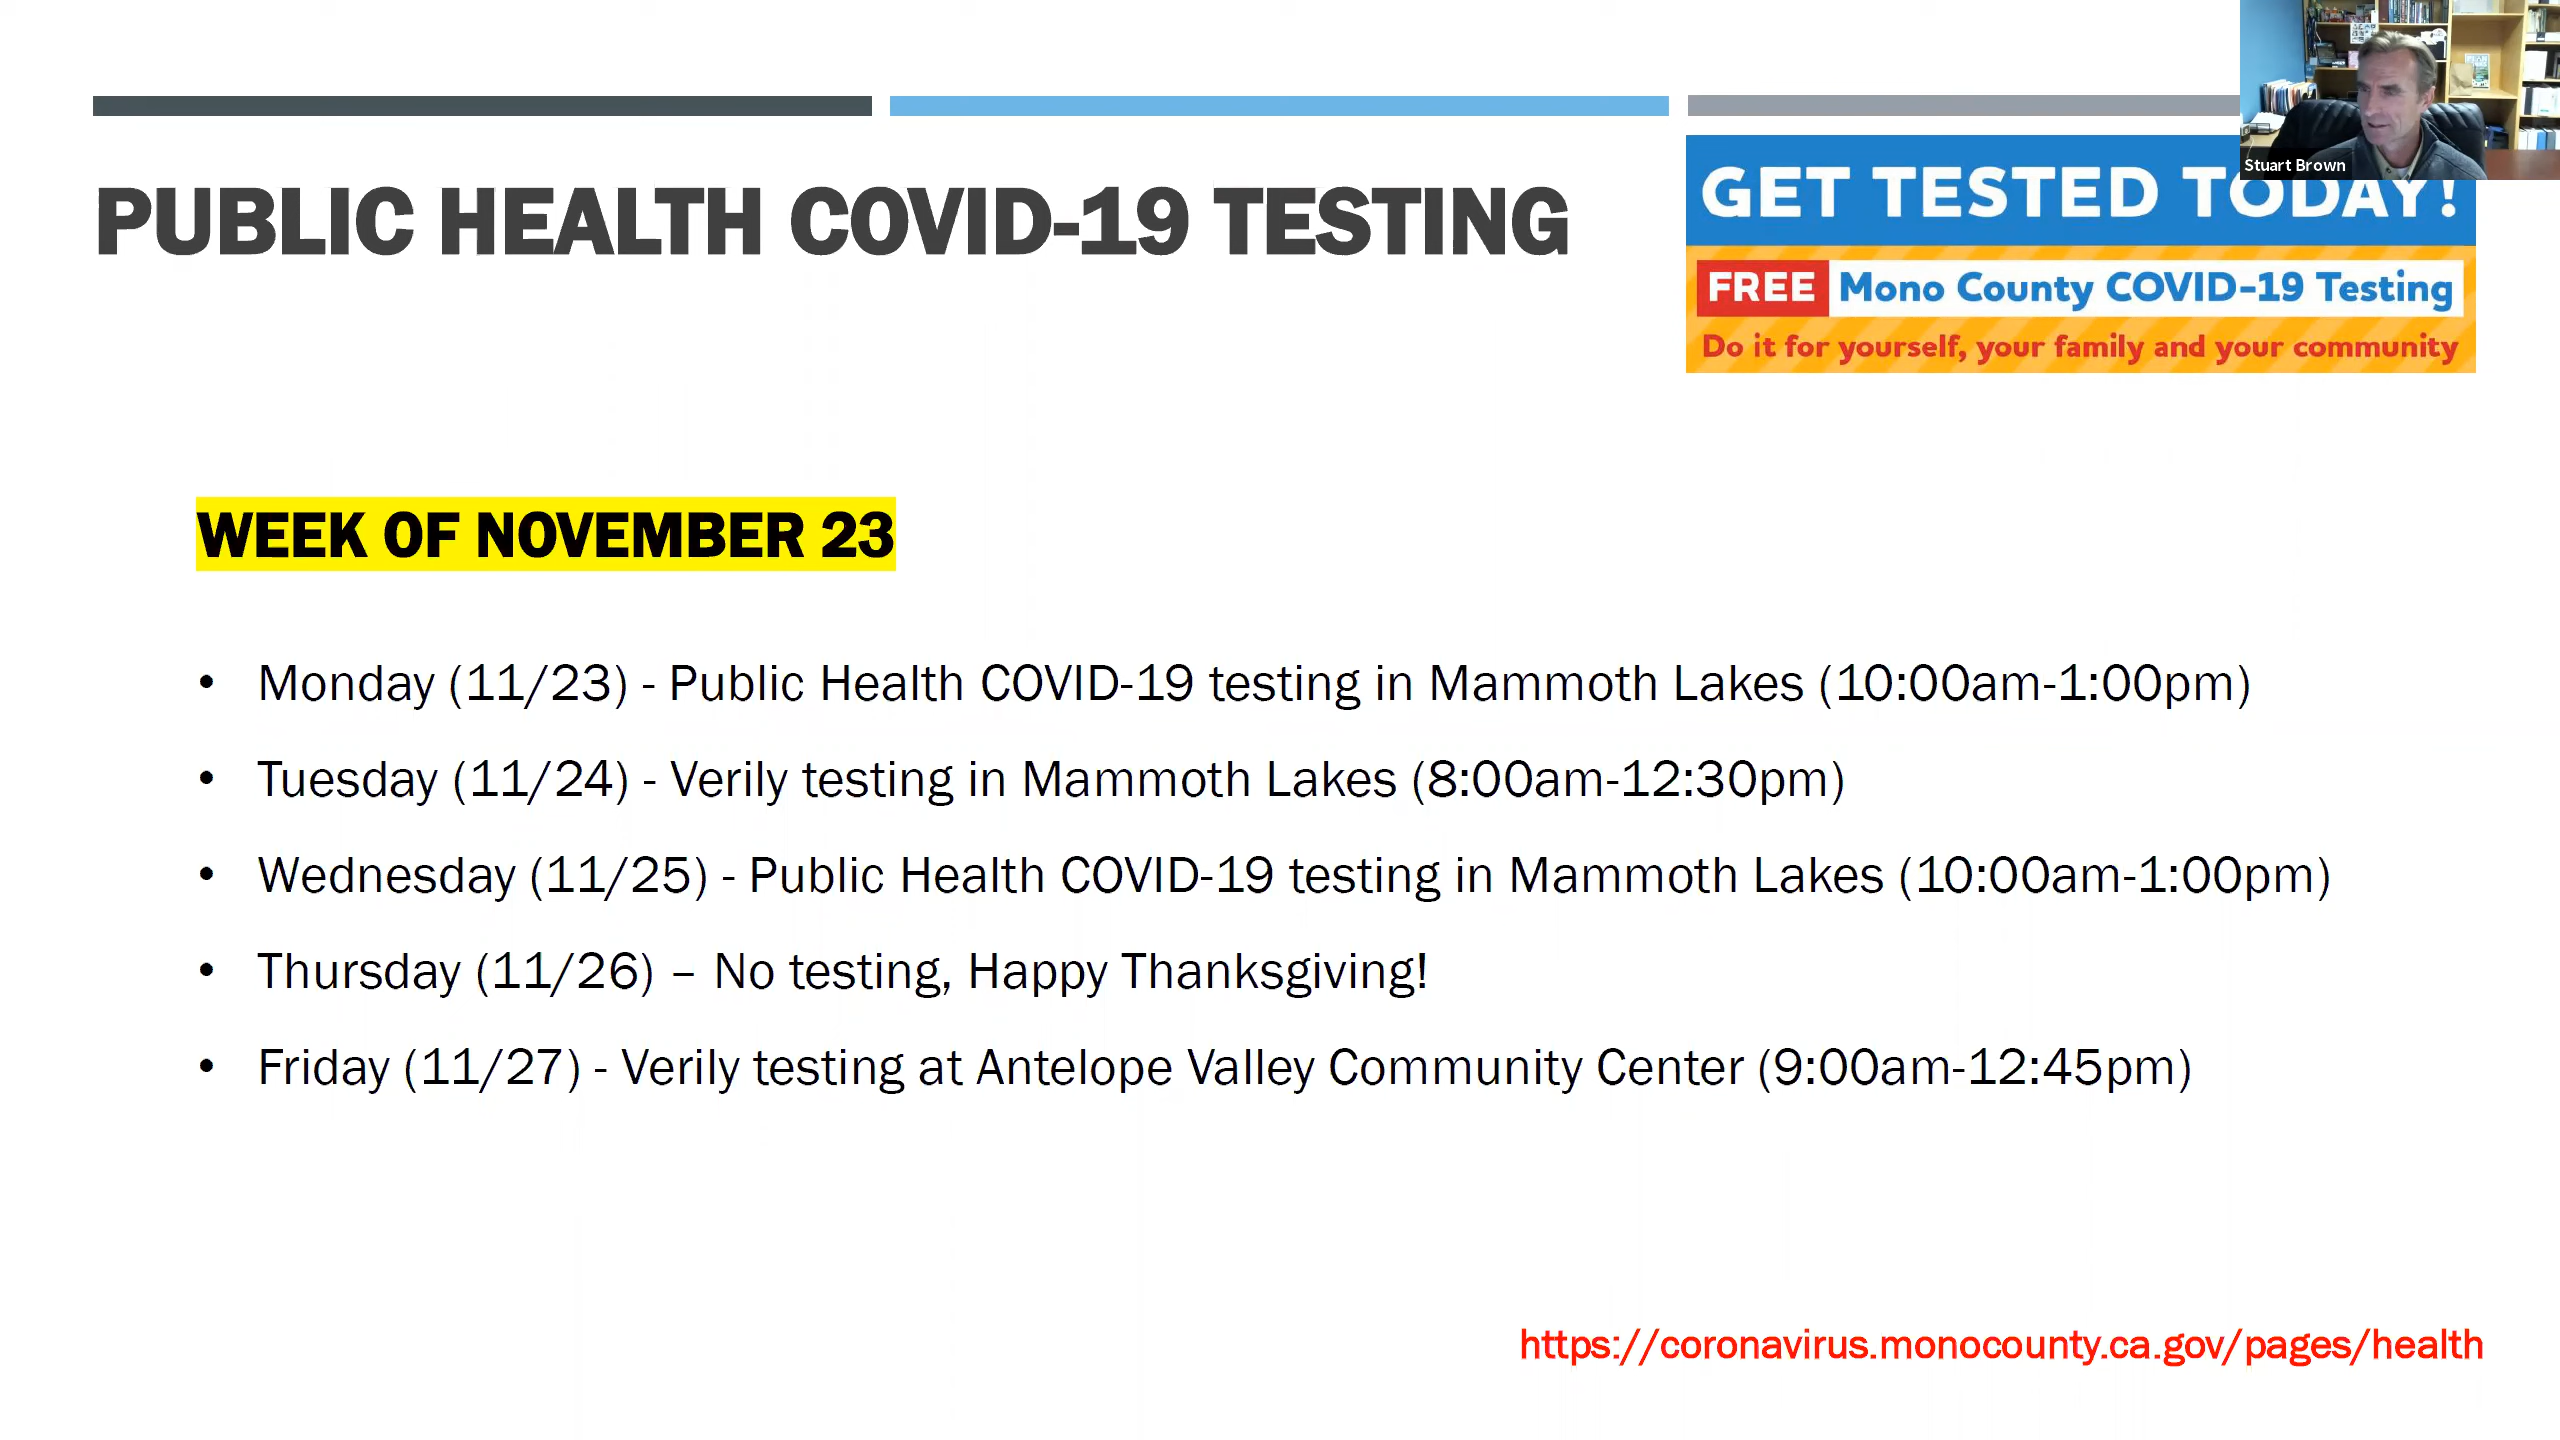 PUBLIC HEALTH COVID-19 TESTING
Stuart Brown
GET TESTED TODAY!
FREE Mono County COVID-19 Testing
Do it for yourself, your family and your community
WEEK OF NOVEMBER 23
• Monday (11/23) - Public Health COVID-19 testing in Mammoth Lakes (10:00am-1:00pm)
• Tuesday (11/24) - Verily testing in Mammoth Lakes (8:00am-12:30pm)
• Wednesday (11/25) - Public Health COVID-19 testing in Mammoth Lakes (10:00am-1:00pm)
• Thursday (11/26) – No testing, Happy Thanksgiving!
• Friday (11/27) - Verily testing at Antelope Valley Community Center (9:00am-12:45pm)
https://coronavirus.monocounty.ca.gov/pages/health